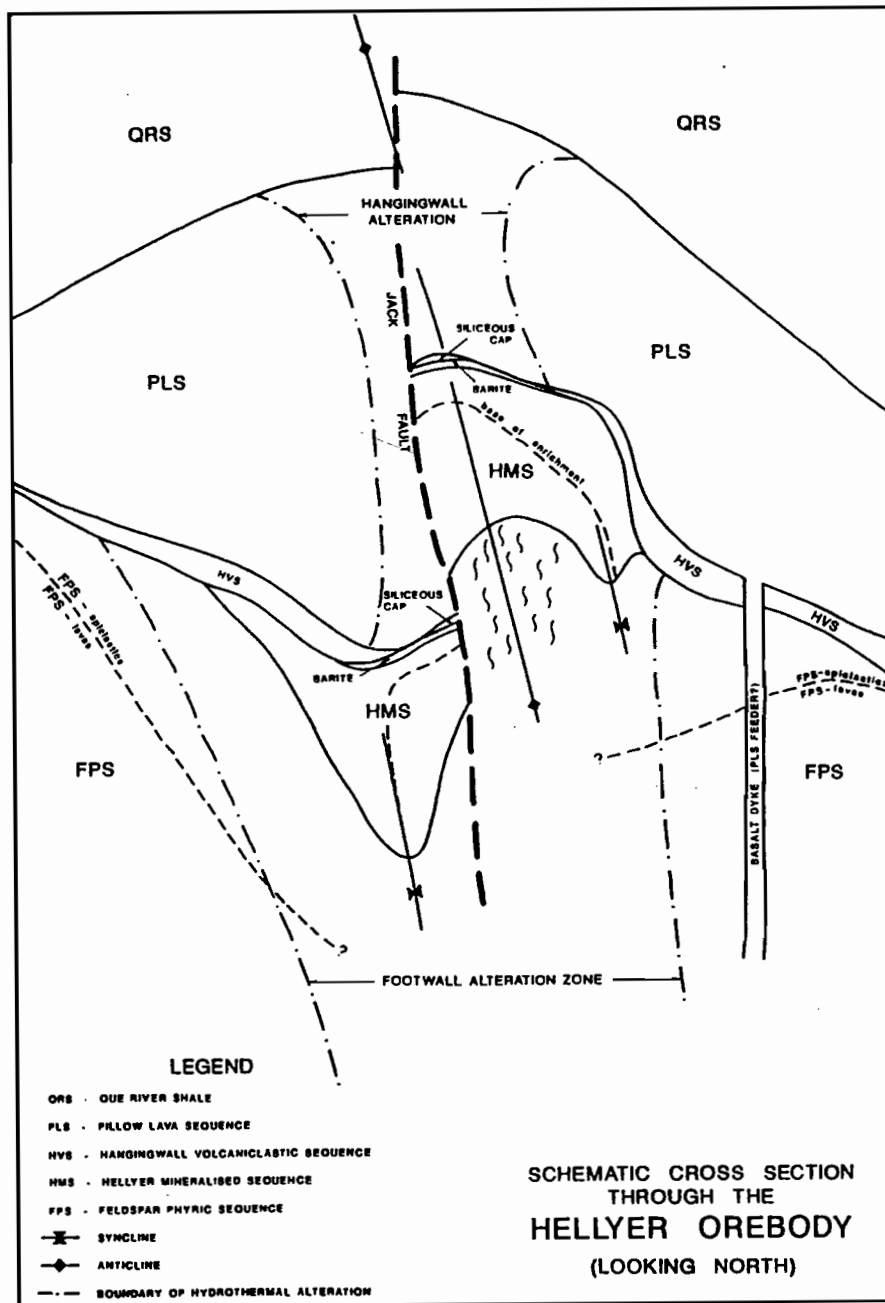 QRS
QRS
HANGINGWALL
ALTERATION
JACK
FAULT
SILICEOUS
CAP
BARITE
PLS
PLS
base of enrichment
HMS
HVS
HVS
HVS
FPS - epiclastics
FPS - lavas
SILICEOUS
CAP
BARITE
HMS
FPS-epiclastics
FPS-lavas
?
FPS
FPS
BASALT DYKE (PLS FEEDER?)
?
FOOTWALL ALTERATION ZONE
LEGEND
QRS - QUE RIVER SHALE
PLS - PILLOW LAVA SEQUENCE
HVS - HANGINGWALL VOLCANICLASTIC SEQUENCE
HMS - HELLYER MINERALISED SEQUENCE
FPS - FELDSPAR PHYRIC SEQUENCE
SYNCLINE
ANTICLINE
BOUNDARY OF HYDROTHERMAL ALTERATION
SCHEMATIC CROSS SECTION
THROUGH THE
HELLYER OREBODY
(LOOKING NORTH)